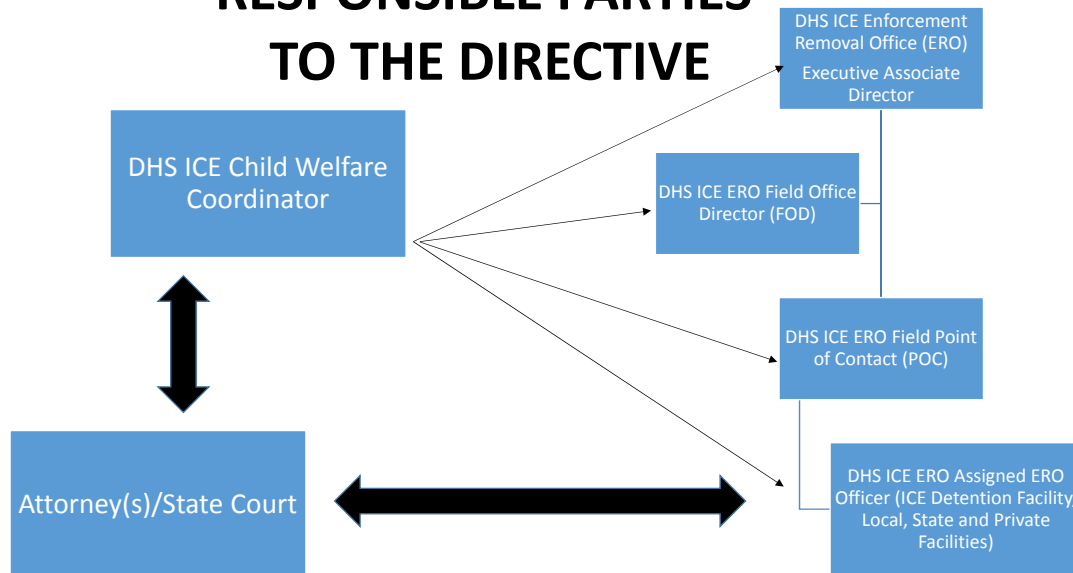 RESPONSIBLE PARTIES
TO THE DIRECTIVE
DHS ICE Enforcement
Removal Office (ERO)
Executive Associate
Director
DHS ICE Child Welfare
Coordinator
DHS ICE ERO Field Office
Director (FOD)
DHS ICE ERO Field Point
of Contact (POC)
Attorney(s)/State Court
DHS ICE ERO Assigned ERO
Officer (ICE Detention Facility,
Local, State and Private
Facilities)